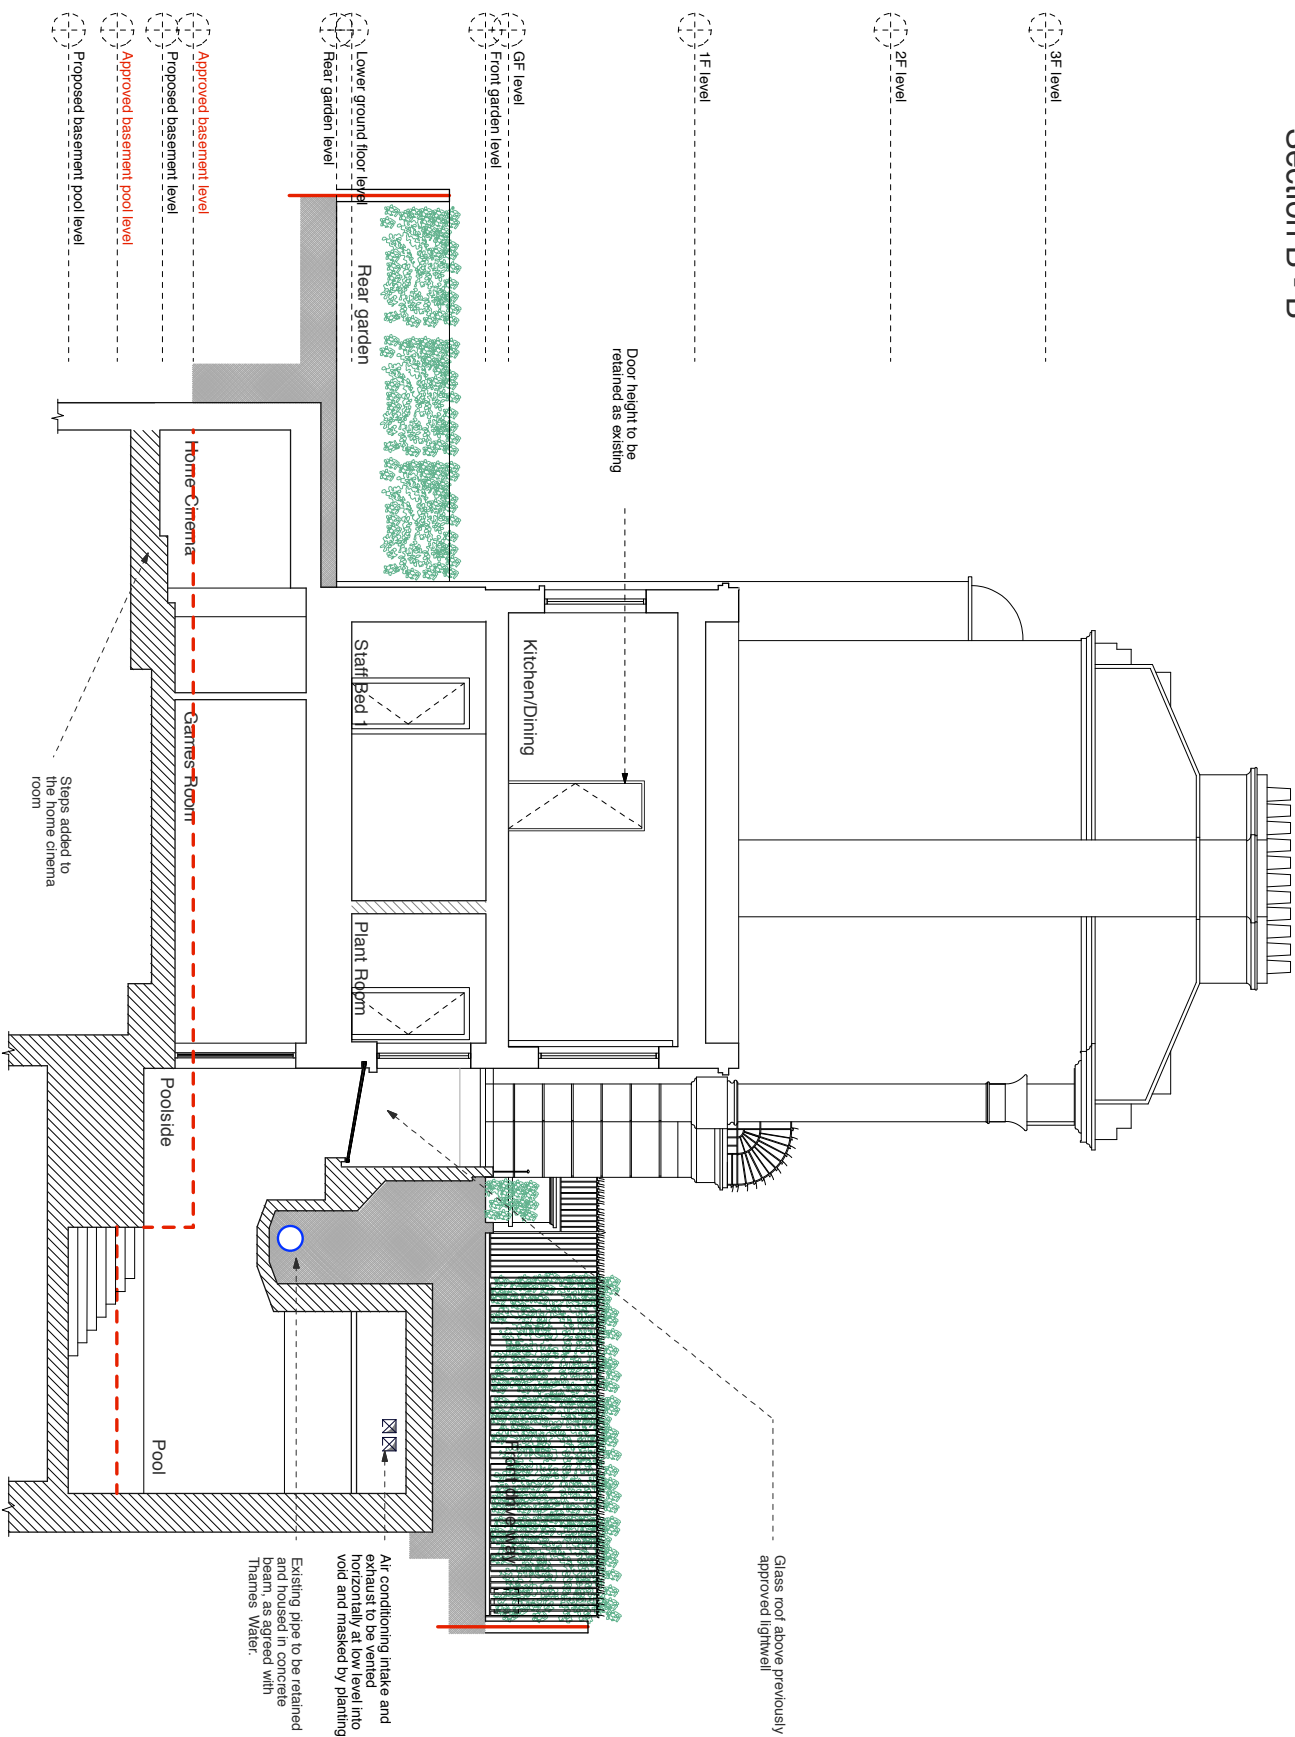 Section B - B
3F level
2F level
1F level
GF level
Front garden level
Lower ground floor level
Rear garden level
Approved basement level
Proposed basement level
Approved basement pool level
Proposed basement pool level
Door height to be
retained as existing
Rear garden
Kitchen/Dining
Staff Bed 1
Plant Room
Home Cinema
Games Room
Poolside
Pool
Front driveway
Steps added to
the home cinema
room
Glass roof above previously
approved lightwell
Air conditioning intake and
exhaust to be vented
horizontally at low level into
void and masked by planting
Existing pipe to be retained
and housed in concrete
beam, as agreed with
Thames Water.